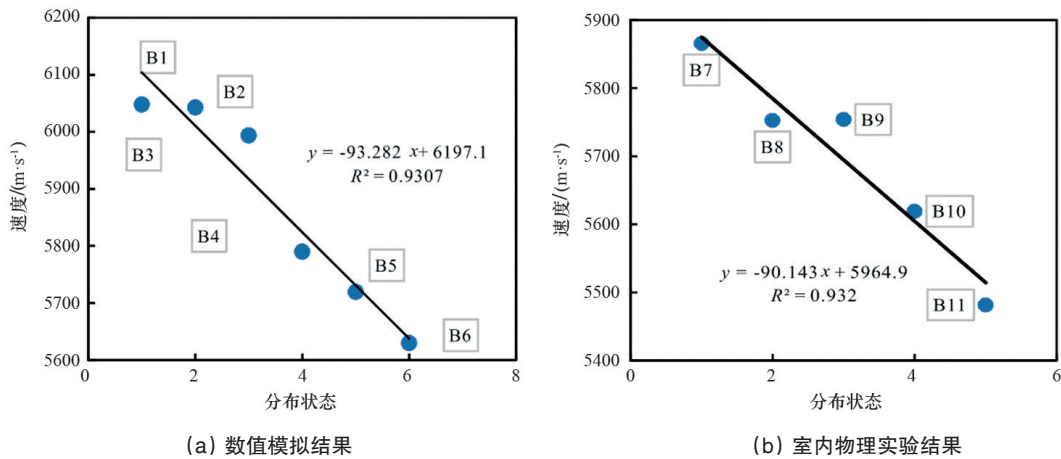 6200
6100
6000
5900
5800
5700
5600
0
2
4
6
8
速度/(m·s⁻¹)
分布状态
B1
B2
B3
B4
B5
B6
y = -93.282 x + 6197.1
R² = 0.9307
(a) 数值模拟结果
5900
5800
5700
5600
5500
5400
0
2
4
6
速度/(m·s⁻¹)
分布状态
B7
B8
B9
B10
B11
y = -90.143 x + 5964.9
R² = 0.932
(b) 室内物理实验结果